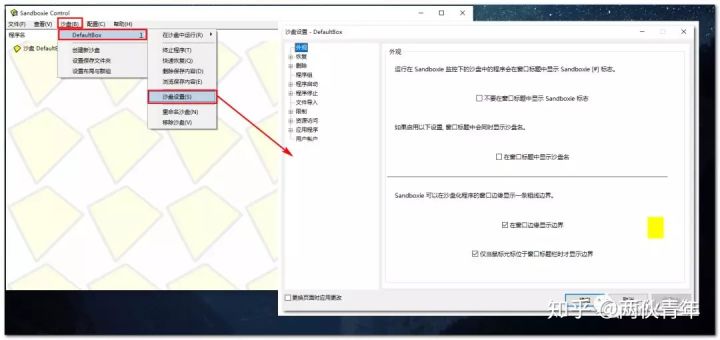 Sandboxie Control
文件(F) 查看(V) 沙盘(B) 配置(C) 帮助(H)
程序名
沙盘 DefaultB
DefaultBox 1
创建新沙盘
设置保存文件夹
设置布局与群组
在沙盒中运行(R)
终止程序(T)
快速恢复(Q)
删除保存内容(D)
浏览保存内容(E)
沙盘设置(S)
重命名沙盘(N)
移除沙盘(V)
沙盘设置 - DefaultBox
外观
恢复
删除
程序组
程序启动
程序停止
文件导入
限制
资源访问
应用程序
用户帐户
外观
运行在 Sandboxie 监控下的沙盘中的程序会在窗口标题中显示 Sandboxie [#] 标志。
不要在窗口标题中显示 Sandboxie 标志
如果启用以下设置, 窗口标题中会同时显示沙盘名。
在窗口标题中显示沙盘名
Sandboxie 可以在沙盘化程序的窗口边缘显示一条粗线边界。
在窗口边缘显示边界
仅当鼠标光标位于窗口标题栏时才显示边界
更换页面时应用更改
知乎 @两仪青年